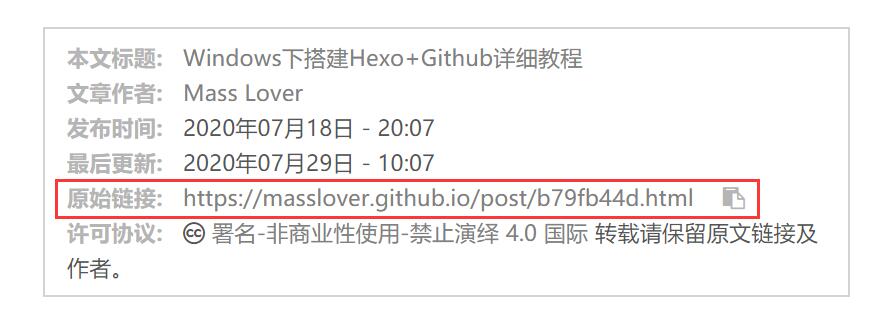 本文标题: Windows下搭建Hexo+Github详细教程
文章作者: Mass Lover
发布时间: 2020年07月18日 - 20:07
最后更新: 2020年07月29日 - 10:07
原始链接: https://masslover.github.io/post/b79fb44d.html
许可协议: cc 署名-非商业性使用-禁止演绎 4.0 国际 转载请保留原文链接及
作者。